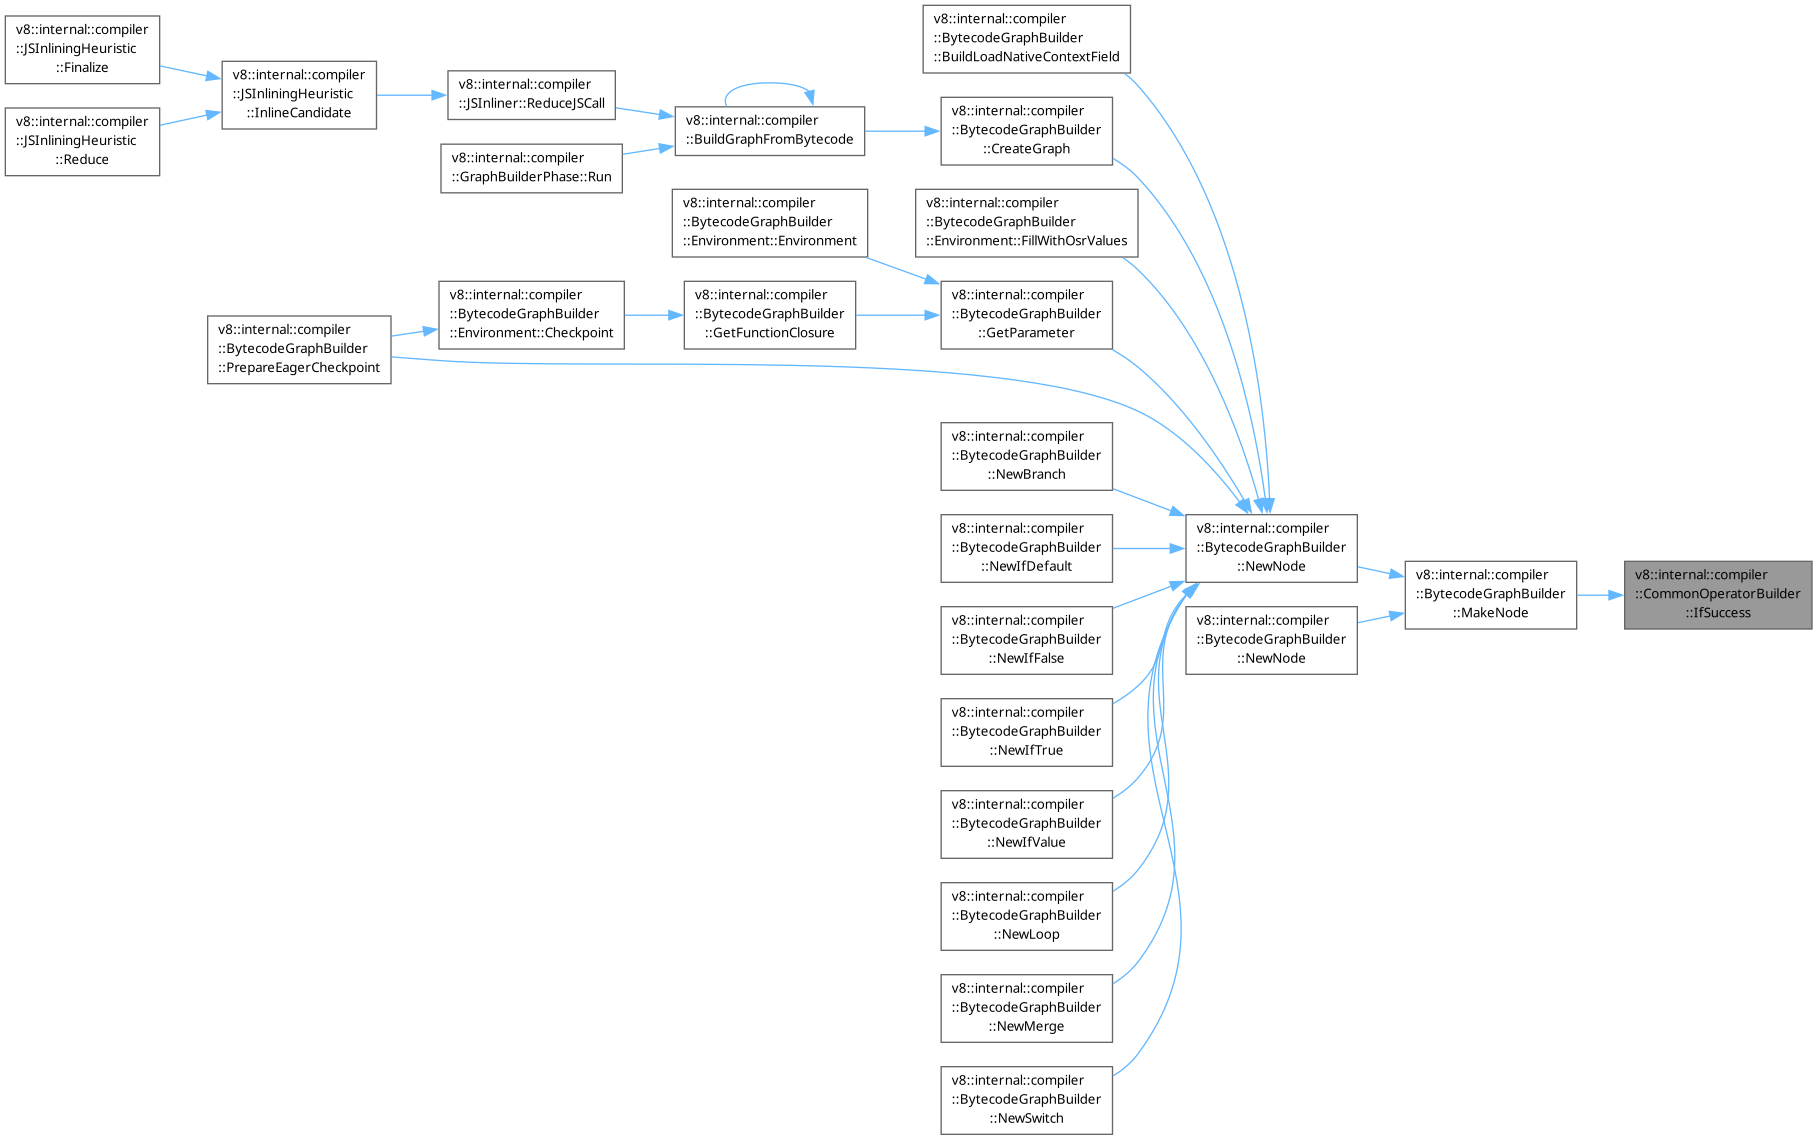 v8::internal::compiler
::JSInliningHeuristic
::Finalize
v8::internal::compiler
::JSInliningHeuristic
::Reduce
v8::internal::compiler
::JSInliningHeuristic
::InlineCandidate
v8::internal::compiler
::JSInliner::ReduceJSCall
v8::internal::compiler
::GraphBuilderPhase::Run
v8::internal::compiler
::BuildGraphFromBytecode
v8::internal::compiler
::BytecodeGraphBuilder
::BuildLoadNativeContextField
v8::internal::compiler
::BytecodeGraphBuilder
::CreateGraph
v8::internal::compiler
::BytecodeGraphBuilder
::Environment::Environment
v8::internal::compiler
::BytecodeGraphBuilder
::Environment::FillWithOsrValues
v8::internal::compiler
::BytecodeGraphBuilder
::PrepareEagerCheckpoint
v8::internal::compiler
::BytecodeGraphBuilder
::Environment::Checkpoint
v8::internal::compiler
::BytecodeGraphBuilder
::GetFunctionClosure
v8::internal::compiler
::BytecodeGraphBuilder
::GetParameter
v8::internal::compiler
::BytecodeGraphBuilder
::NewBranch
v8::internal::compiler
::BytecodeGraphBuilder
::NewIfDefault
v8::internal::compiler
::BytecodeGraphBuilder
::NewIfFalse
v8::internal::compiler
::BytecodeGraphBuilder
::NewIfTrue
v8::internal::compiler
::BytecodeGraphBuilder
::NewIfValue
v8::internal::compiler
::BytecodeGraphBuilder
::NewLoop
v8::internal::compiler
::BytecodeGraphBuilder
::NewMerge
v8::internal::compiler
::BytecodeGraphBuilder
::NewSwitch
v8::internal::compiler
::BytecodeGraphBuilder
::NewNode
v8::internal::compiler
::BytecodeGraphBuilder
::NewNode
v8::internal::compiler
::BytecodeGraphBuilder
::MakeNode
v8::internal::compiler
::CommonOperatorBuilder
::IfSuccess